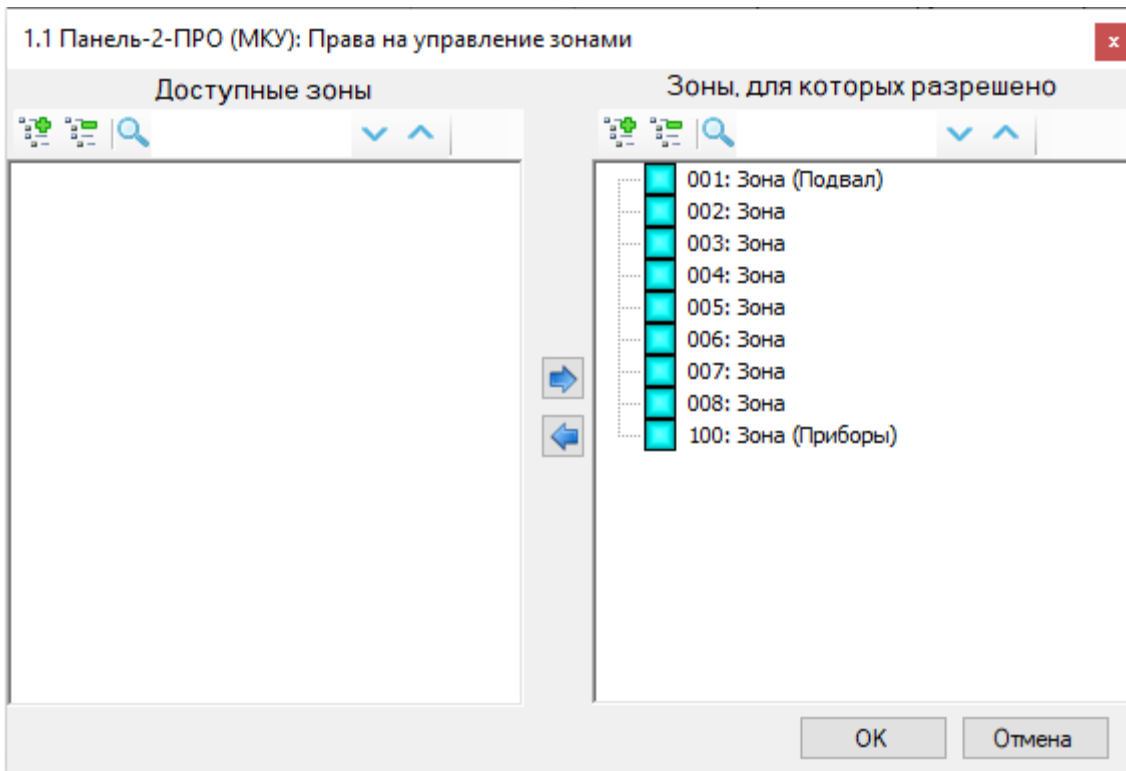 1.1 Панель-2-ПРО (МКУ): Права на управление зонами
x
Доступные зоны
Зоны, для которых разрешено
001: Зона (Подвал)
002: Зона
003: Зона
004: Зона
005: Зона
006: Зона
007: Зона
008: Зона
100: Зона (Приборы)
OK
Отмена